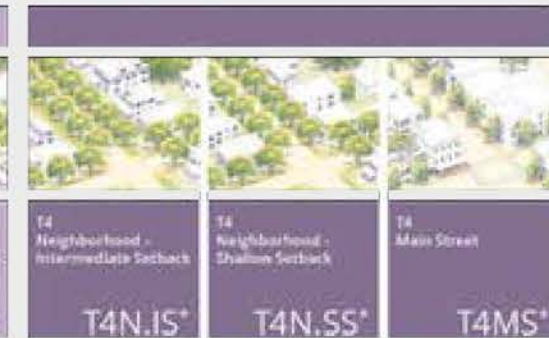 T4
Neighborhood -
Intermediate Setback
T4N.IS*
T4
Neighborhood -
Shallow Setback
T4N.SS*
T4
Main Street
T4MS*